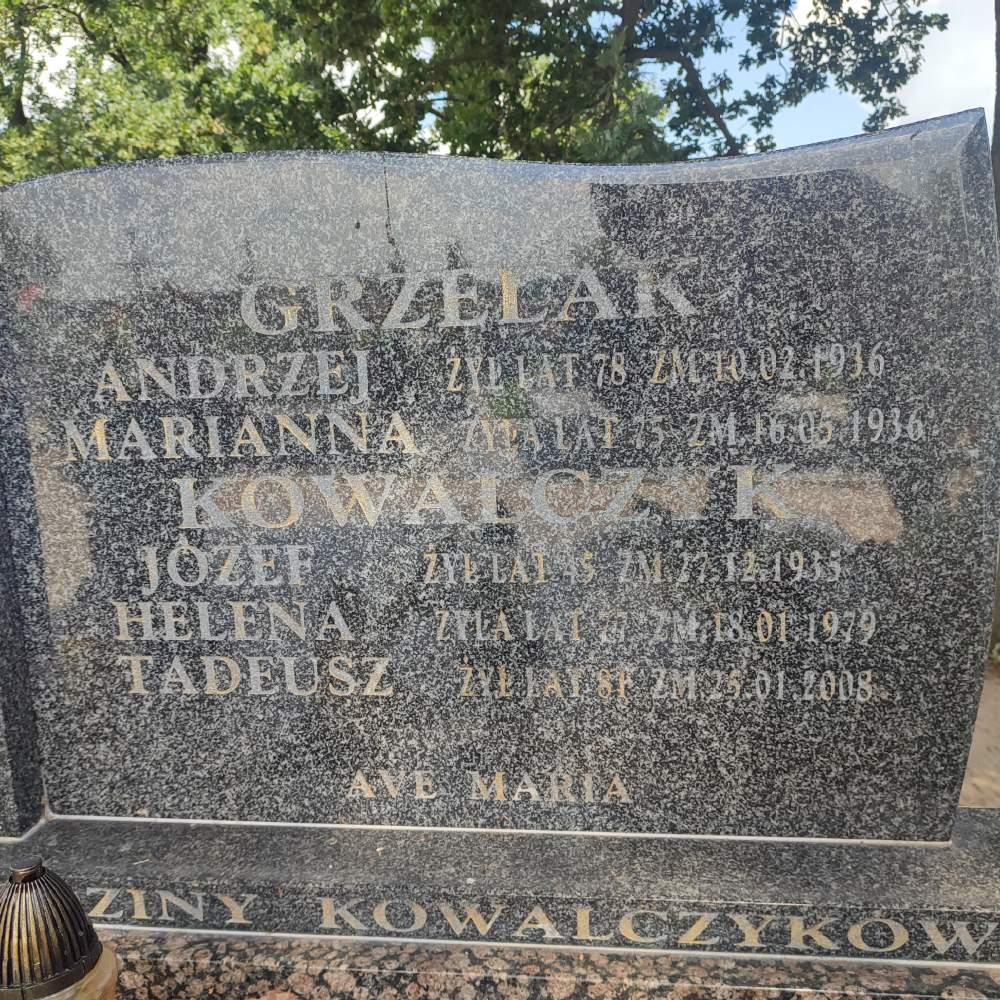 GRZELAK
ANDRZEJ ŻYŁ LAT 78 ZM. 10.02.1936
MARIANNA ŻYŁA LAT 75 ZM. 16.05.1936
KOWALCZYK
JÓZEF ŻYŁ LAT 45 ZM. 27.12.1935
HELENA ŻYŁA LAT 77 ZM. 18.01.1979
TADEUSZ ŻYŁ LAT 81 ZM. 25.01.2008
AVE MARIA
ZINY KOWALCZYKÓW